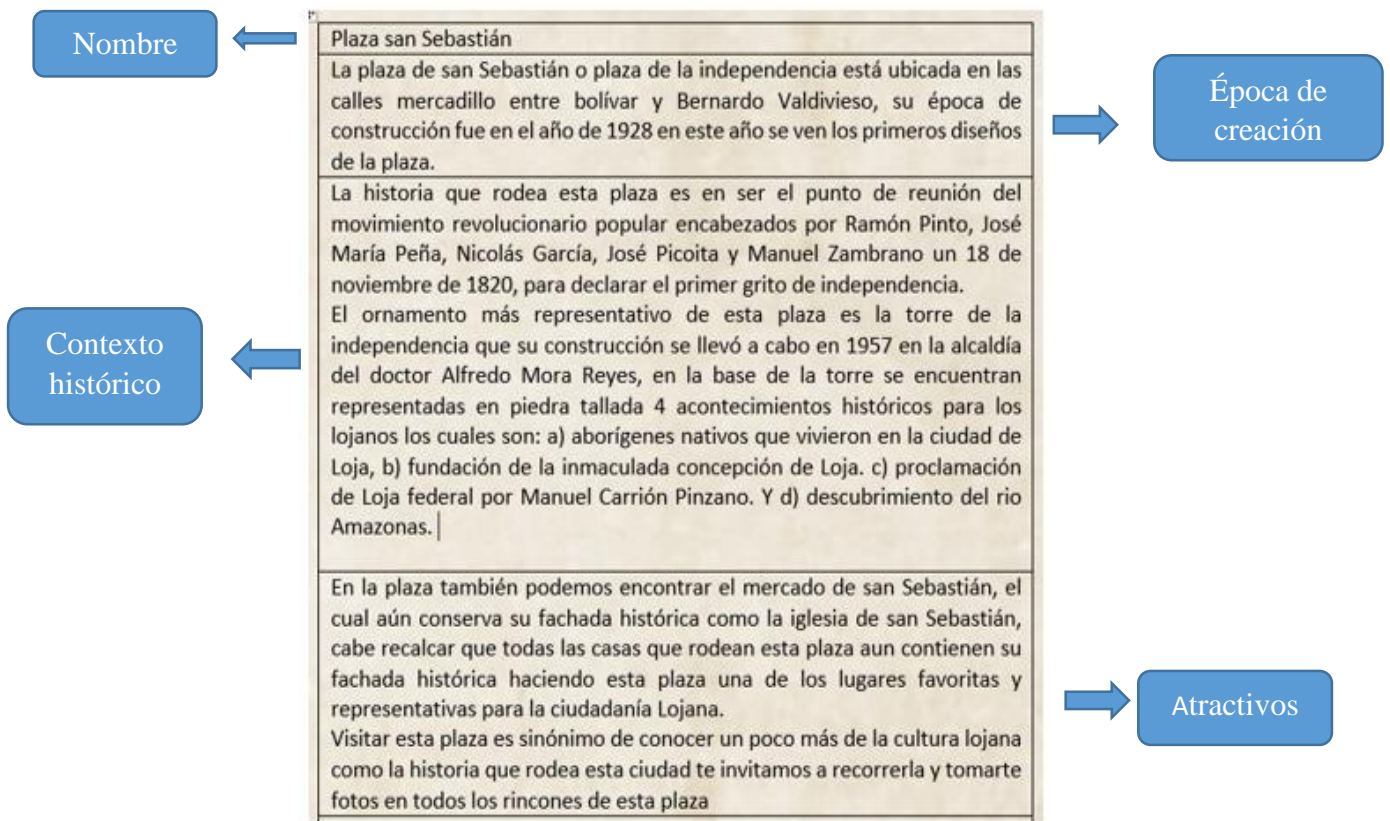 Nombre
Plaza san Sebastián
La plaza de san Sebastián o plaza de la independencia está ubicada en las
calles mercadillo entre bolívar y Bernardo Valdivieso, su época de
construcción fue en el año de 1928 en este año se ven los primeros diseños
de la plaza.
Época de
creación
La historia que rodea esta plaza es en ser el punto de reunión del
movimiento revolucionario popular encabezados por Ramón Pinto, José
María Peña, Nicolás García, José Picoita y Manuel Zambrano un 18 de
noviembre de 1820, para declarar el primer grito de independencia.
El ornamento más representativo de esta plaza es la torre de la
independencia que su construcción se llevó a cabo en 1957 en la alcaldía
del doctor Alfredo Mora Reyes, en la base de la torre se encuentran
representadas en piedra tallada 4 acontecimientos históricos para los
lojanos los cuales son: a) aborígenes nativos que vivieron en la ciudad de
Loja, b) fundación de la inmaculada concepción de Loja. c) proclamación
de Loja federal por Manuel Carrión Pinzano. Y d) descubrimiento del rio
Amazonas.
Contexto
histórico
En la plaza también podemos encontrar el mercado de san Sebastián, el
cual aún conserva su fachada histórica como la iglesia de san Sebastián,
cabe recalcar que todas las casas que rodean esta plaza aun contienen su
fachada histórica haciendo esta plaza una de los lugares favoritas y
representativas para la ciudadanía Lojana.
Visitar esta plaza es sinónimo de conocer un poco más de la cultura lojana
como la historia que rodea esta ciudad te invitamos a recorrerla y tomarte
fotos en todos los rincones de esta plaza
Atractivos